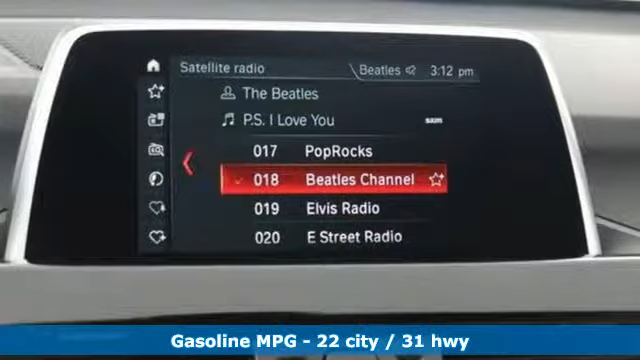 Satellite radio
Beatles
3:12 pm
The Beatles
P.S. I Love You
sxm
017 PopRocks
018 Beatles Channel
019 Elvis Radio
020 E Street Radio
Gasoline MPG - 22 city / 31 hwy